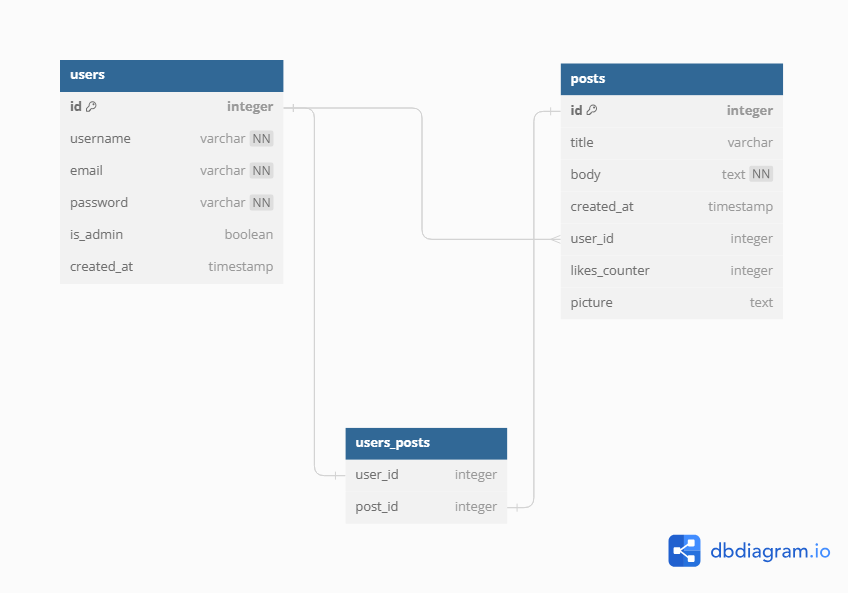 users
id integer
username varchar NN
email varchar NN
password varchar NN
is_admin boolean
created_at timestamp
posts
id integer
title varchar
body text NN
created_at timestamp
user_id integer
likes_counter integer
picture text
users_posts
user_id integer
post_id integer
dbdiagram.io